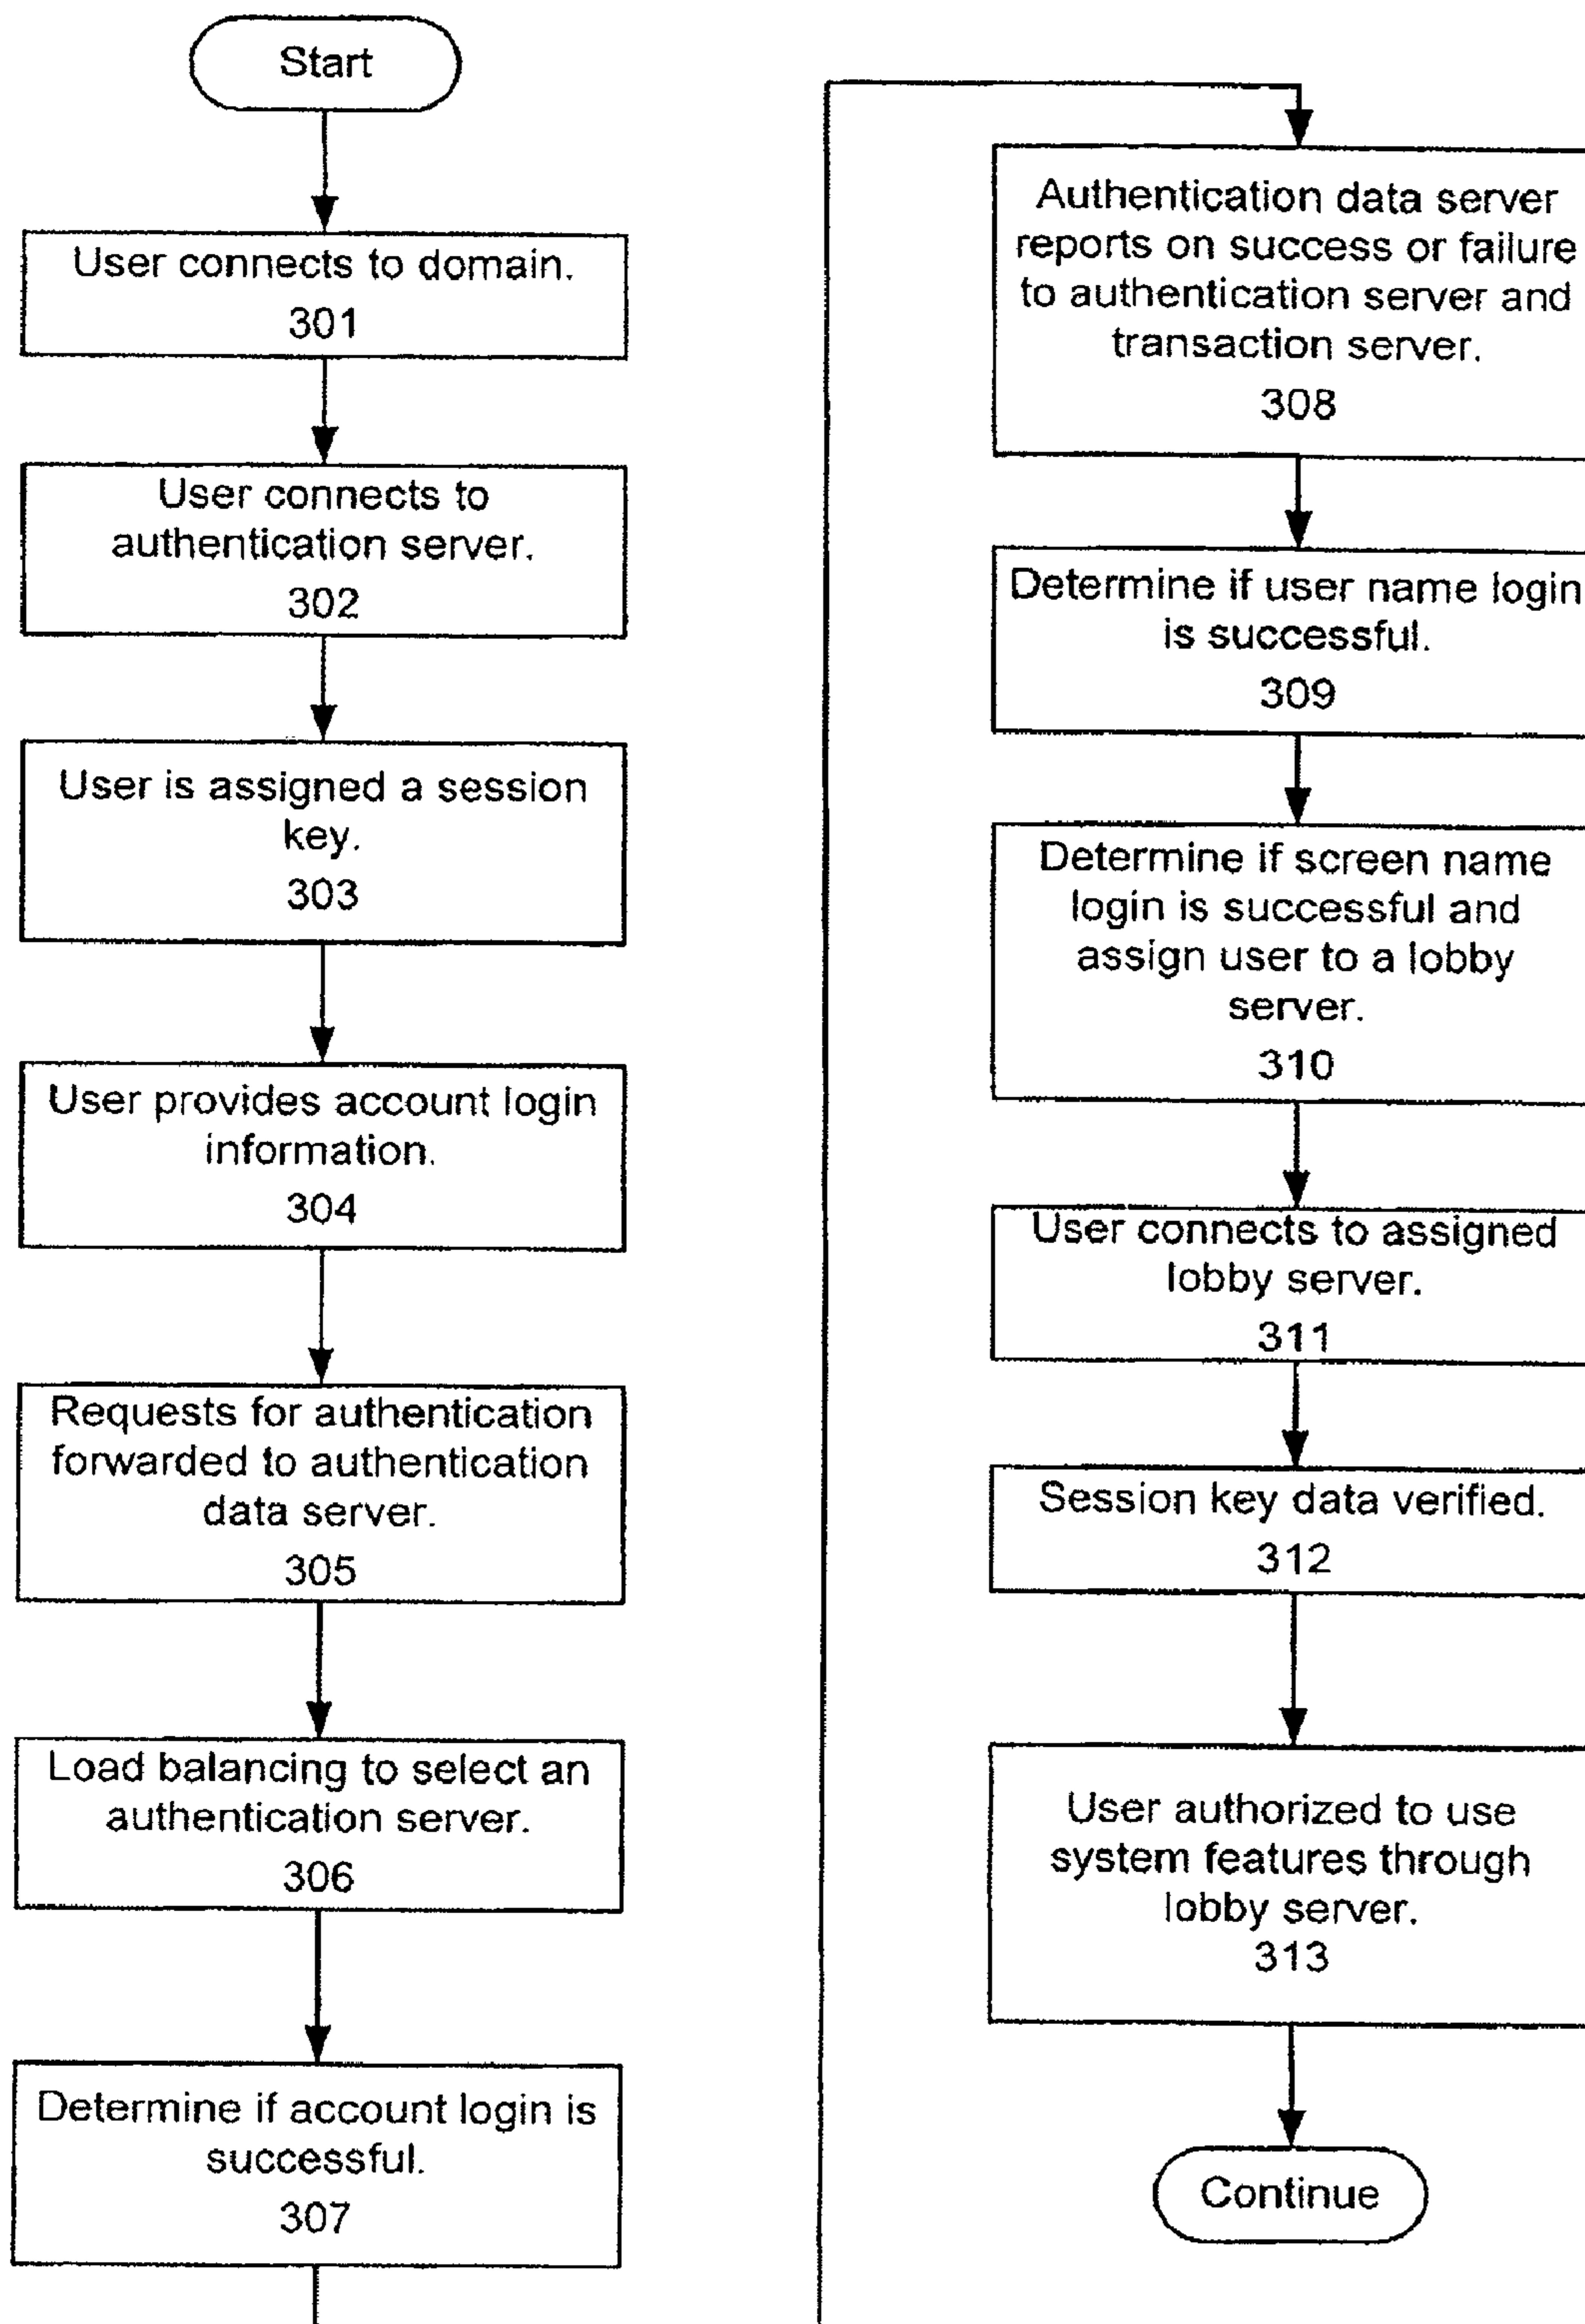 Start
User connects to domain.
301
User connects to
authentication server.
302
User is assigned a session
key.
303
User provides account login
information.
304
Requests for authentication
forwarded to authentication
data server.
305
Load balancing to select an
authentication server.
306
Determine if account login is
successful.
307
Authentication data server
reports on success or failure
to authentication server and
transaction server.
308
Determine if user name login
is successful.
309
Determine if screen name
login is successful and
assign user to a lobby
server.
310
User connects to assigned
lobby server.
311
Session key data verified.
312
User authorized to use
system features through
lobby server.
313
Continue